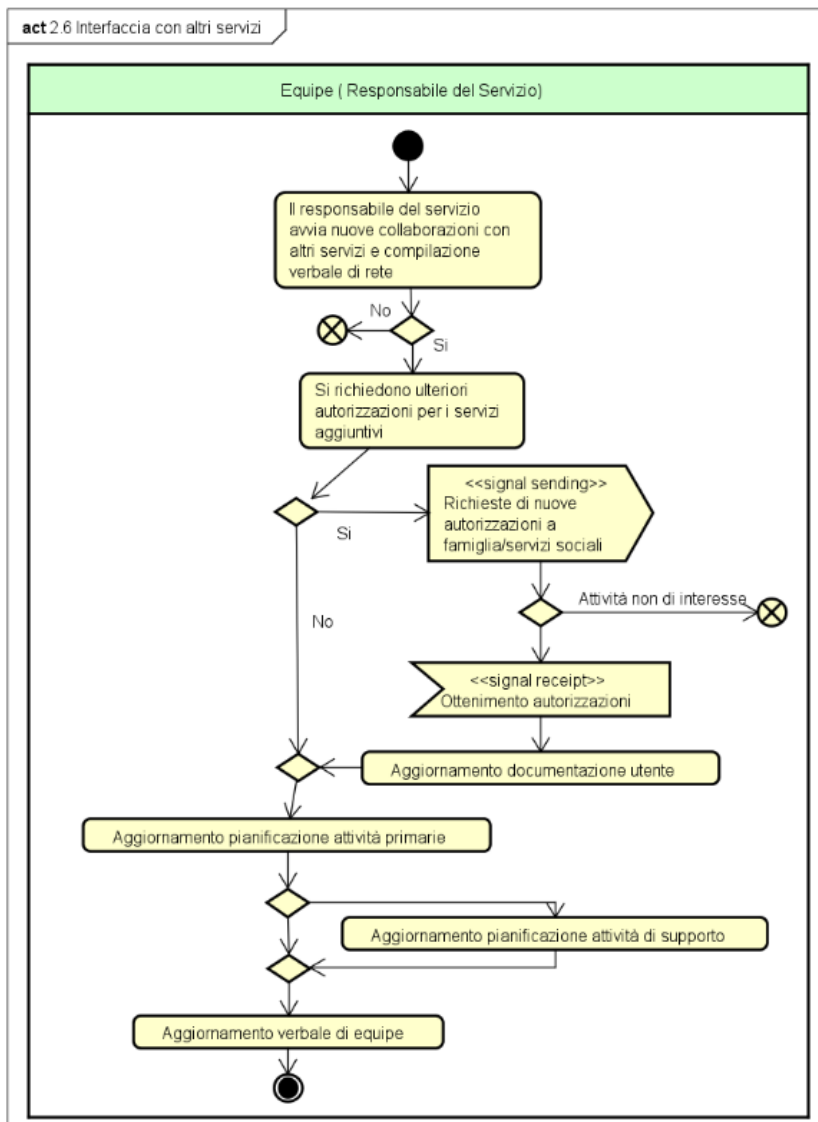 act 2.6 Interfaccia con altri servizi
Equipe ( Responsabile del Servizio)
Il responsabile del servizio
avvia nuove collaborazioni con
altri servizi e compilazione
verbale di rete
No
Si
Si richiedono ulteriori
autorizzazioni per i servizi
aggiuntivi
<<signal sending>>
Richieste di nuove
autorizzazioni a
famiglia/servizi sociali
Si
Attività non di interesse
No
<<signal receipt>>
Ottenimento autorizzazioni
Aggiornamento documentazione utente
Aggiornamento pianificazione attività primarie
Aggiornamento pianificazione attività di supporto
Aggiornamento verbale di equipe